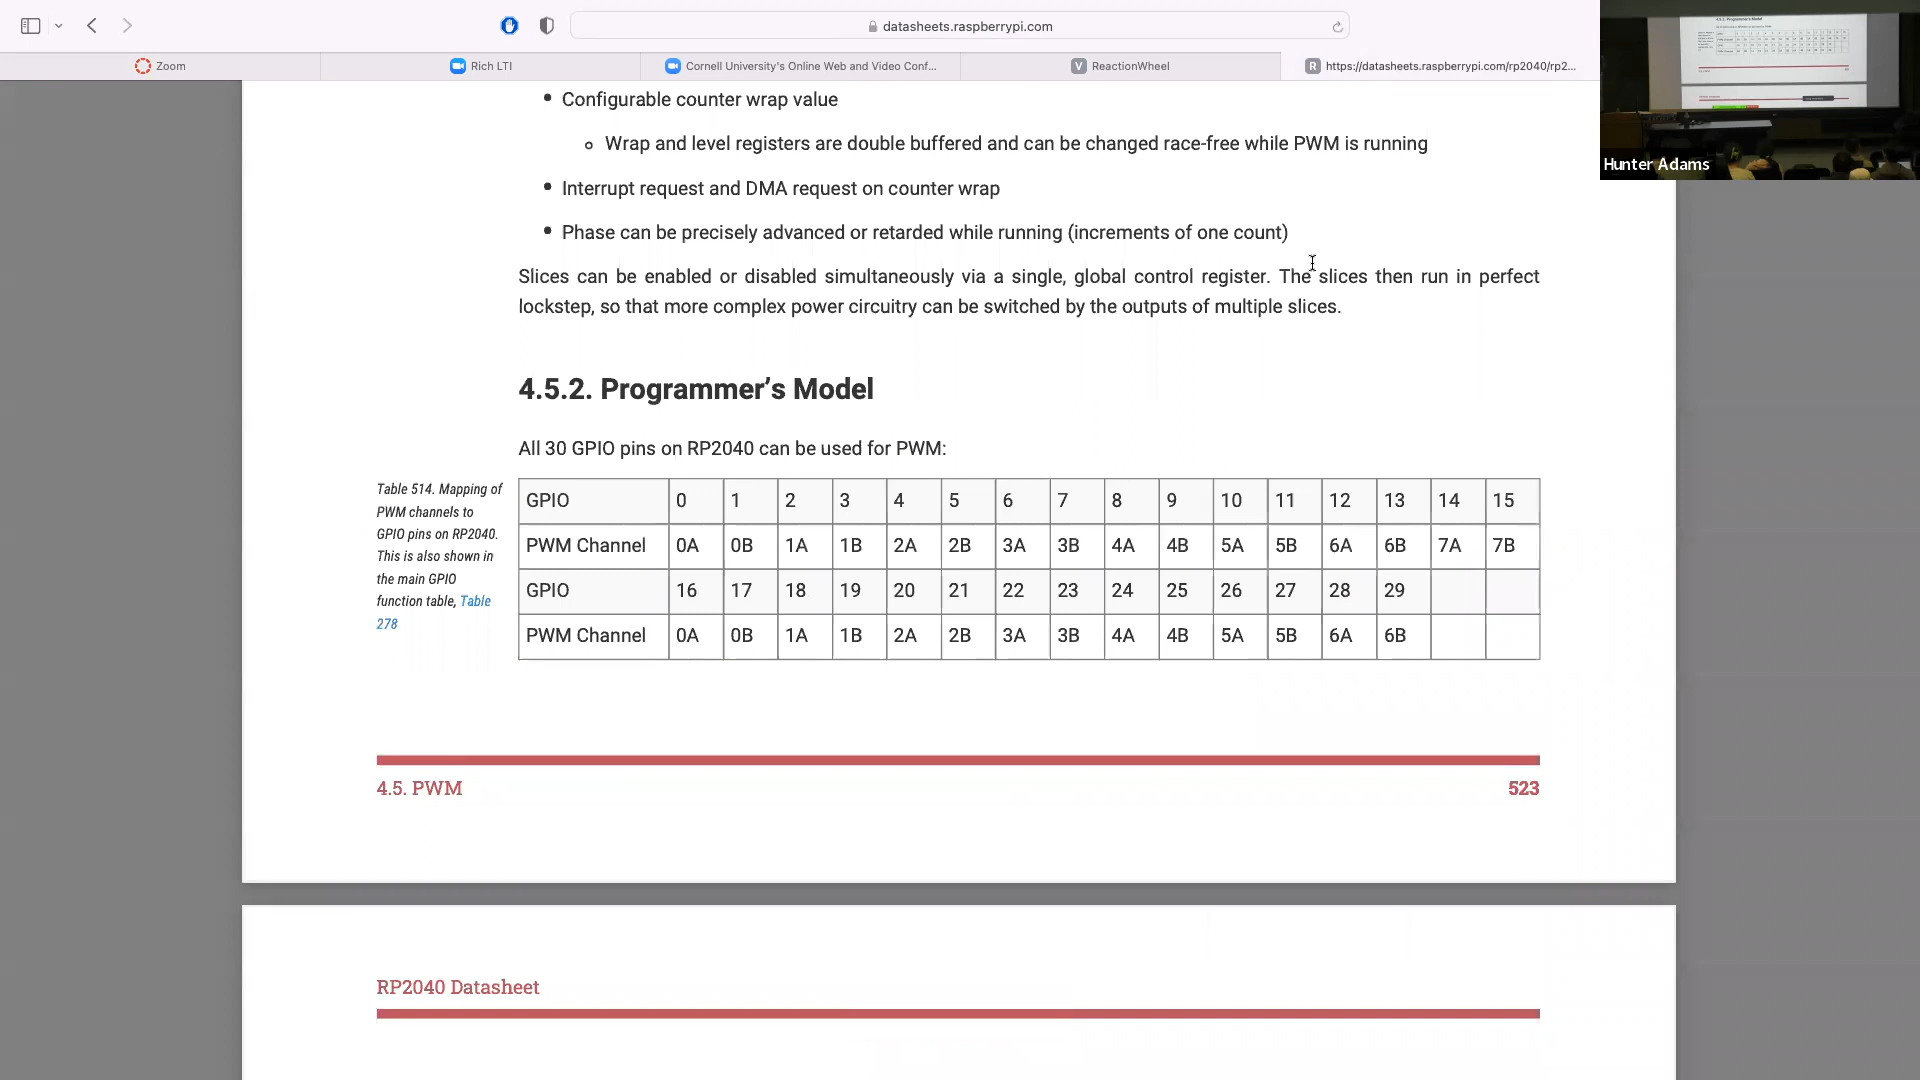 datasheets.raspberrypi.com
Zoom
Rich LTI
Cornell University's Online Web and Video Conf...
V ReactionWheel
R https://datasheets.raspberrypi.com/rp2040/rp2...
Hunter Adams
• Configurable counter wrap value
◦ Wrap and level registers are double buffered and can be changed race-free while PWM is running
• Interrupt request and DMA request on counter wrap
• Phase can be precisely advanced or retarded while running (increments of one count)
Slices can be enabled or disabled simultaneously via a single, global control register. The slices then run in perfect
lockstep, so that more complex power circuitry can be switched by the outputs of multiple slices.
4.5.2. Programmer's Model
All 30 GPIO pins on RP2040 can be used for PWM:
Table 514. Mapping of
PWM channels to
GPIO pins on RP2040.
This is also shown in
the main GPIO
function table, Table
278
GPIO 0 1 2 3 4 5 6 7 8 9 10 11 12 13 14 15
PWM Channel 0A 0B 1A 1B 2A 2B 3A 3B 4A 4B 5A 5B 6A 6B 7A 7B
GPIO 16 17 18 19 20 21 22 23 24 25 26 27 28 29
PWM Channel 0A 0B 1A 1B 2A 2B 3A 3B 4A 4B 5A 5B 6A 6B
4.5. PWM 523
RP2040 Datasheet